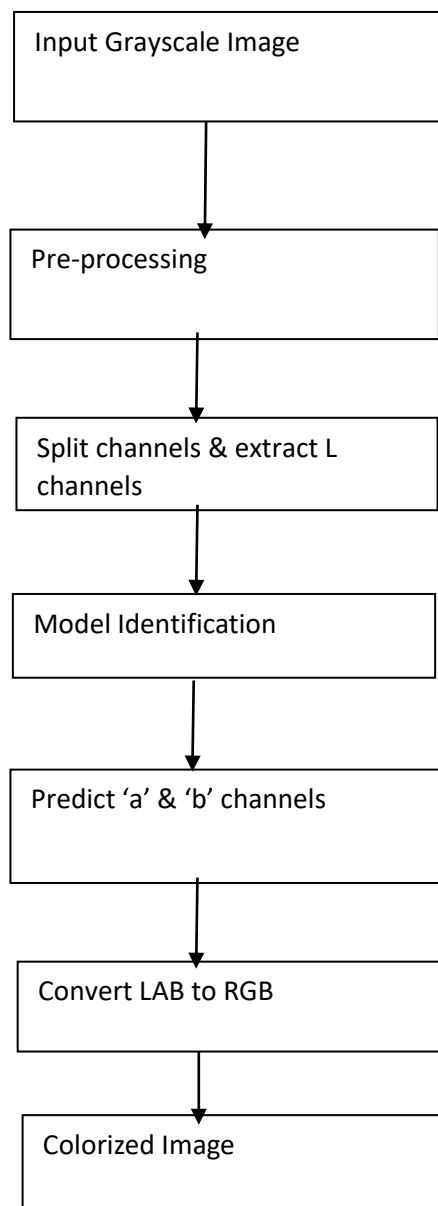 Input Grayscale Image
Pre-processing
Split channels & extract L
channels
Model Identification
Predict ‘a’ & ‘b’ channels
Convert LAB to RGB
Colorized Image